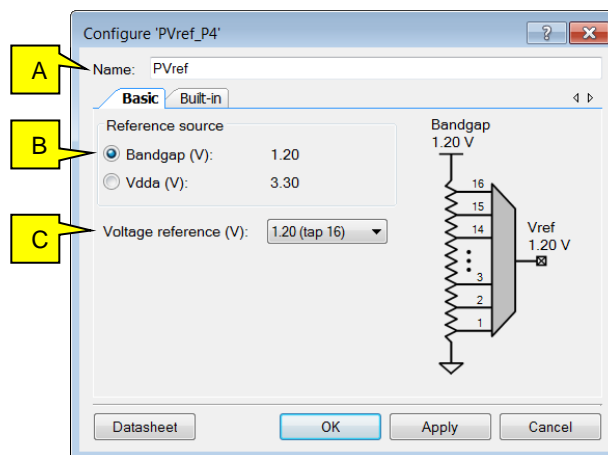 Configure 'PVref_P4'
?
A
Name: PVref
Basic Built-in
Reference source
B
Bandgap (V): 1.20
Vdda (V): 3.30
C
Voltage reference (V): 1.20 (tap 16)
Bandgap
1.20 V
16
15
14
3
2
1
Vref
1.20 V
Datasheet OK Apply Cancel